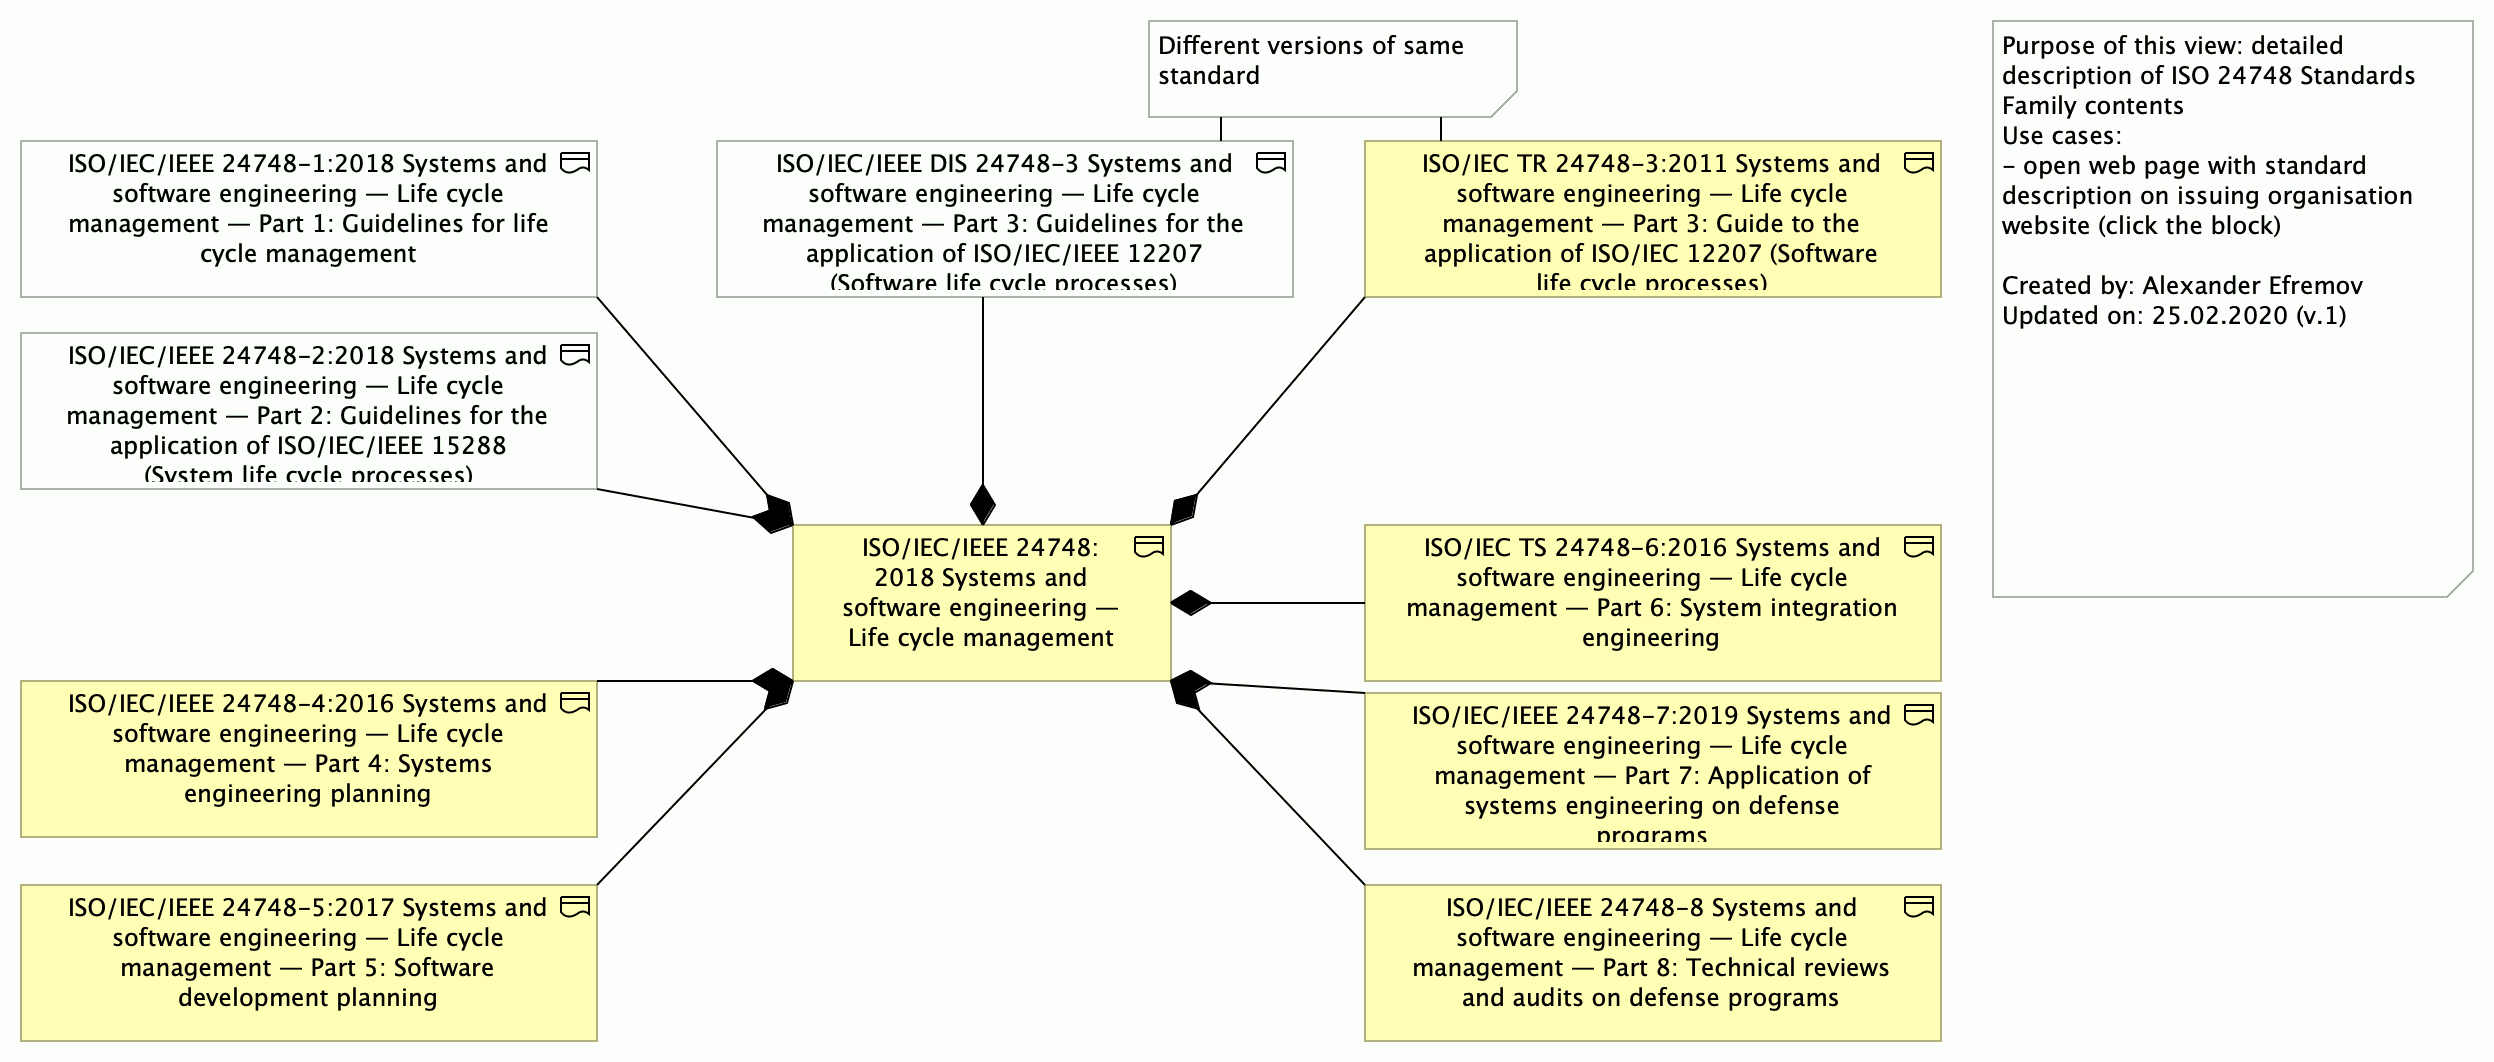 Different versions of same
standard
Purpose of this view: detailed
description of ISO 24748 Standards
Family contents
Use cases:
- open web page with standard
description on issuing organisation
website (click the block)
Created by: Alexander Efremov
Updated on: 25.02.2020 (v.1)
ISO/IEC/IEEE 24748-1:2018 Systems and
software engineering — Life cycle
management — Part 1: Guidelines for life
cycle management
ISO/IEC/IEEE DIS 24748-3 Systems and
software engineering — Life cycle
management — Part 3: Guidelines for the
application of ISO/IEC/IEEE 12207
(Software life cycle processes)
ISO/IEC TR 24748-3:2011 Systems and
software engineering — Life cycle
management — Part 3: Guide to the
application of ISO/IEC 12207 (Software
life cycle processes)
ISO/IEC/IEEE 24748-2:2018 Systems and
software engineering — Life cycle
management — Part 2: Guidelines for the
application of ISO/IEC/IEEE 15288
(System life cycle processes)
ISO/IEC/IEEE 24748:
2018 Systems and
software engineering —
Life cycle management
ISO/IEC TS 24748-6:2016 Systems and
software engineering — Life cycle
management — Part 6: System integration
engineering
ISO/IEC/IEEE 24748-4:2016 Systems and
software engineering — Life cycle
management — Part 4: Systems
engineering planning
ISO/IEC/IEEE 24748-7:2019 Systems and
software engineering — Life cycle
management — Part 7: Application of
systems engineering on defense
programs
ISO/IEC/IEEE 24748-5:2017 Systems and
software engineering — Life cycle
management — Part 5: Software
development planning
ISO/IEC/IEEE 24748-8 Systems and
software engineering — Life cycle
management — Part 8: Technical reviews
and audits on defense programs